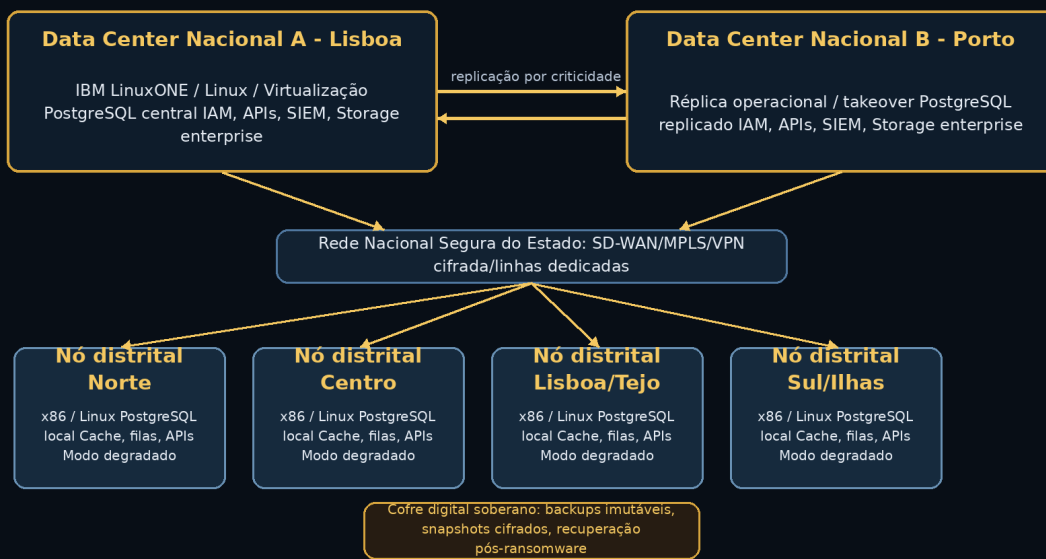 Data Center Nacional A - Lisboa
IBM LinuxONE / Linux / Virtualização
PostgreSQL central IAM, APIs, SIEM, Storage
enterprise
replicação por criticidade
Data Center Nacional B - Porto
Réplica operacional / takeover PostgreSQL
replicado IAM, APIs, SIEM, Storage enterprise
Rede Nacional Segura do Estado: SD-WAN/MPLS/VPN
cifrada/linhas dedicadas
Nó distrital
Norte
x86 / Linux PostgreSQL
local Cache, filas, APIs
Modo degradado
Nó distrital
Centro
x86 / Linux PostgreSQL
local Cache, filas, APIs
Modo degradado
Nó distrital
Lisboa/Tejo
x86 / Linux PostgreSQL
local Cache, filas, APIs
Modo degradado
Nó distrital
Sul/Ilhas
x86 / Linux PostgreSQL
local Cache, filas, APIs
Modo degradado
Cofre digital soberano: backups imutáveis,
snapshots cifrados, recuperação
pós-ransomware